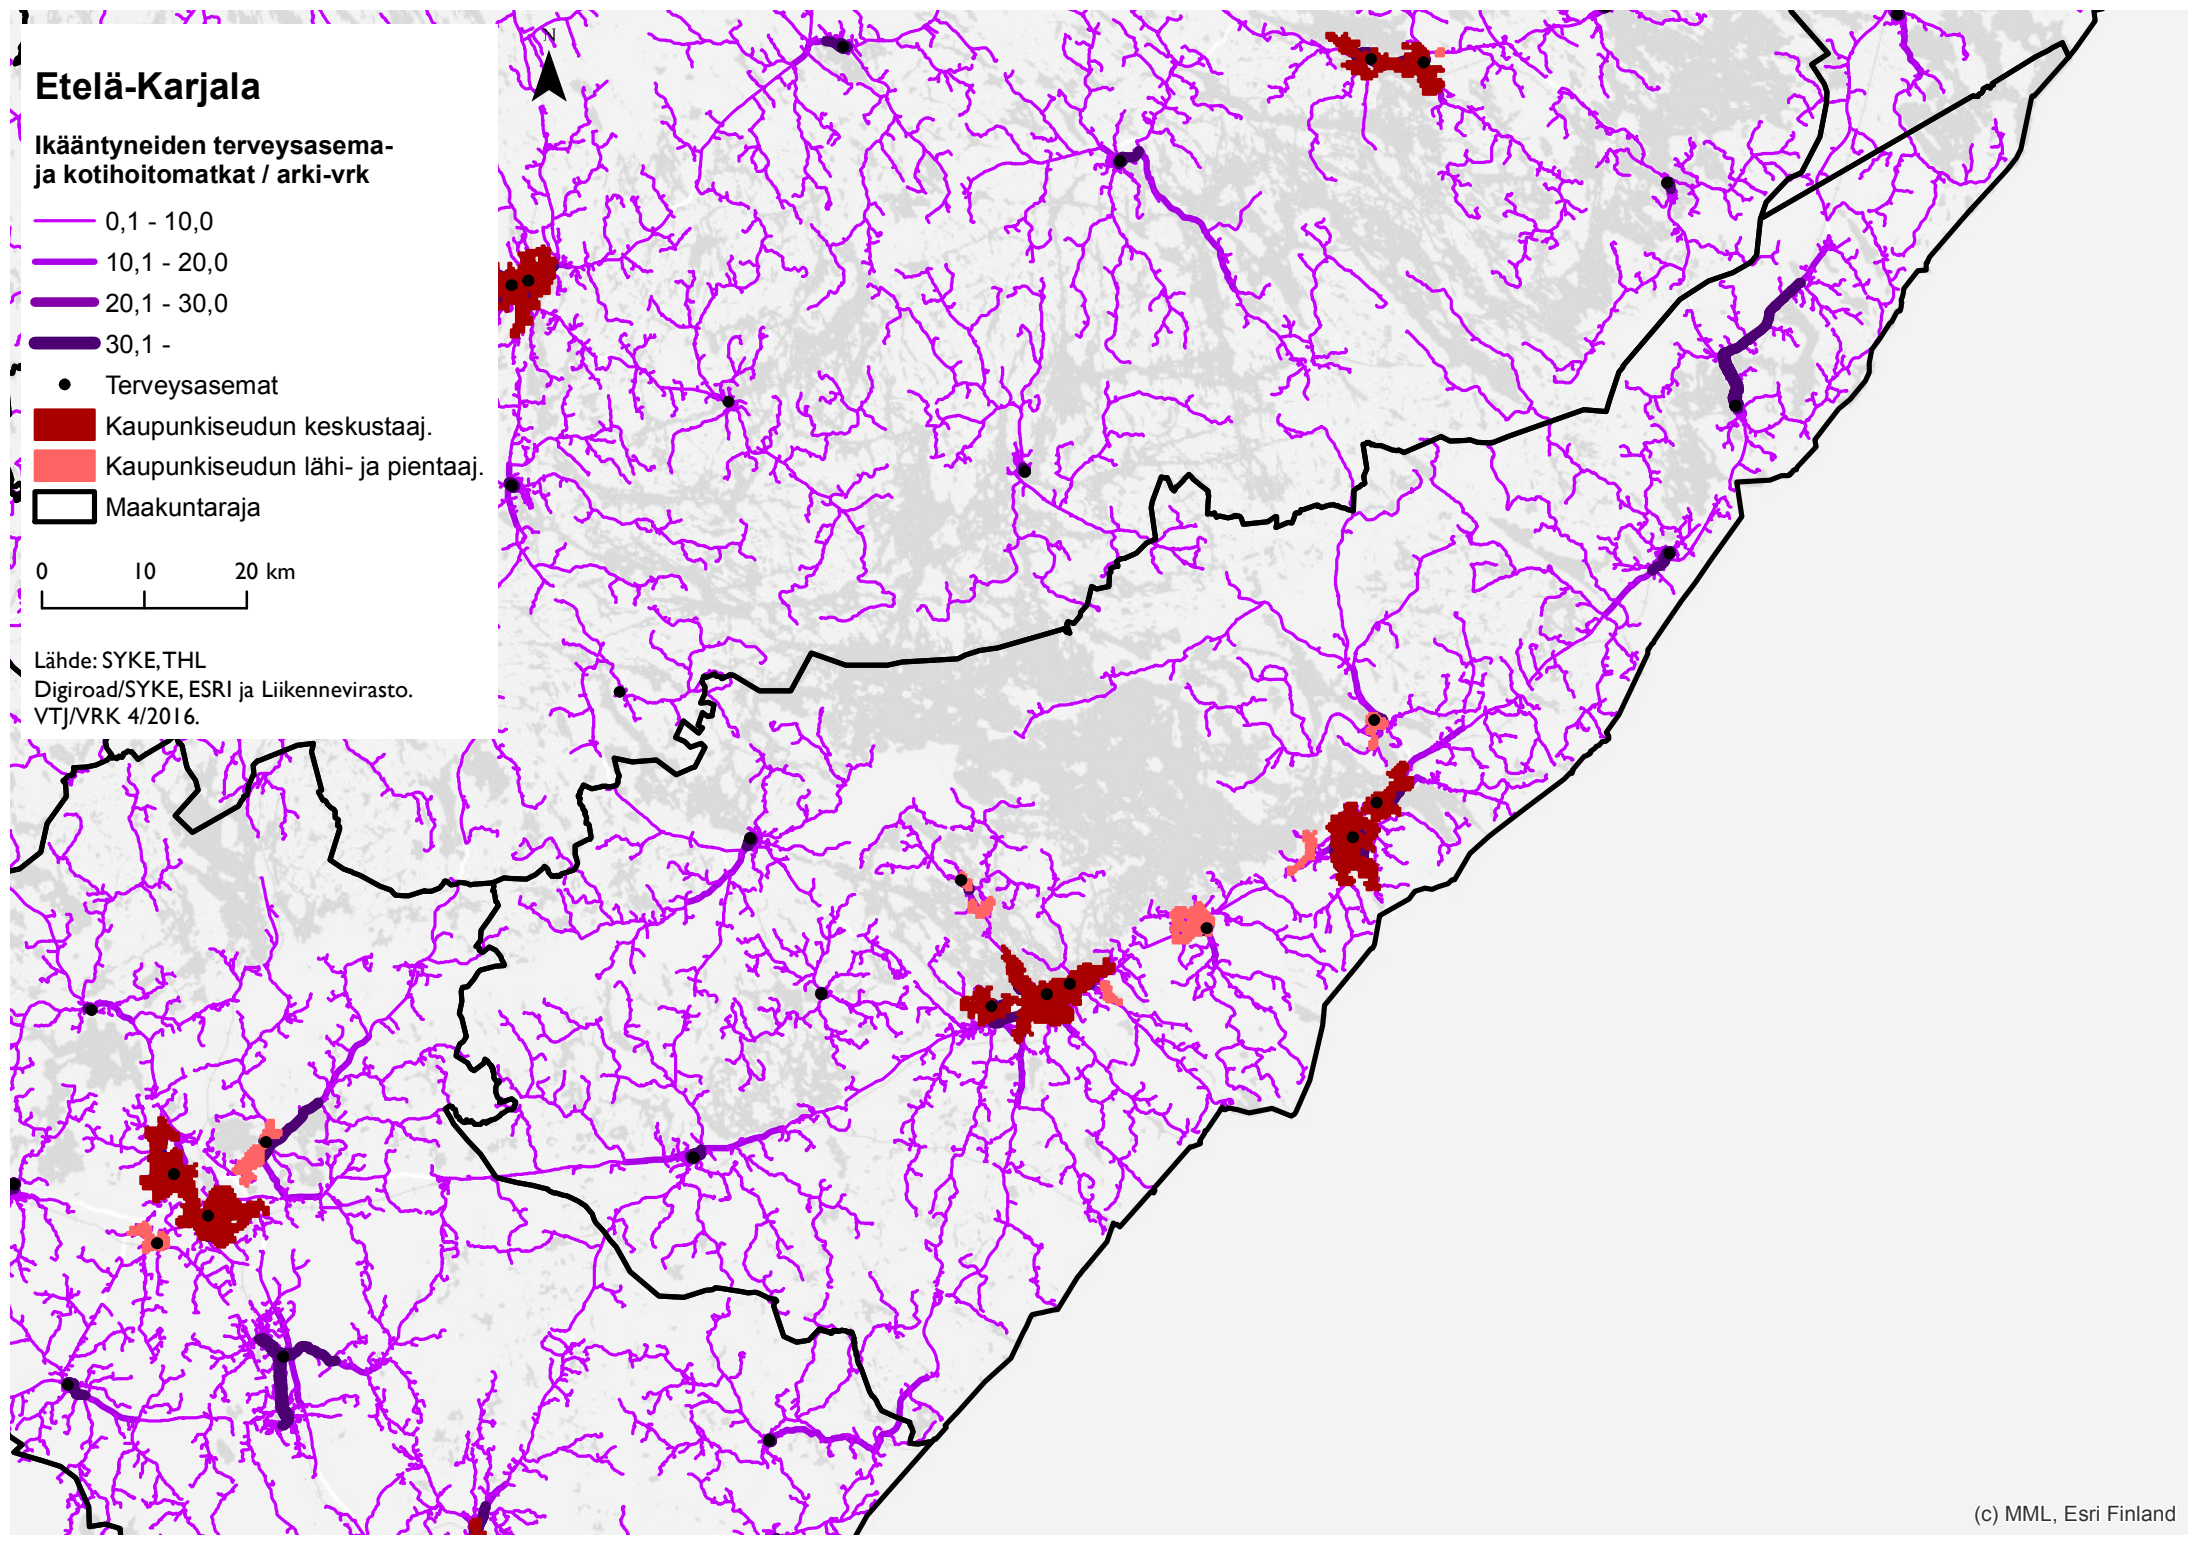 N
Etelä-Karjala
Ikääntyneiden terveysasema-
ja kotihoitomatkat / arki-vrk
0,1 - 10,0
10,1 - 20,0
20,1 - 30,0
30,1 -
Terveysasemat
Kaupunkiseudun keskustaaj.
Kaupunkiseudun lähi- ja pientaaj.
Maakuntaraja
0 10 20 km
Lähde: SYKE, THL
Digiroad/SYKE, ESRI ja Liikennevirasto.
VTJ/VRK 4/2016.
(c) MML, Esri Finland